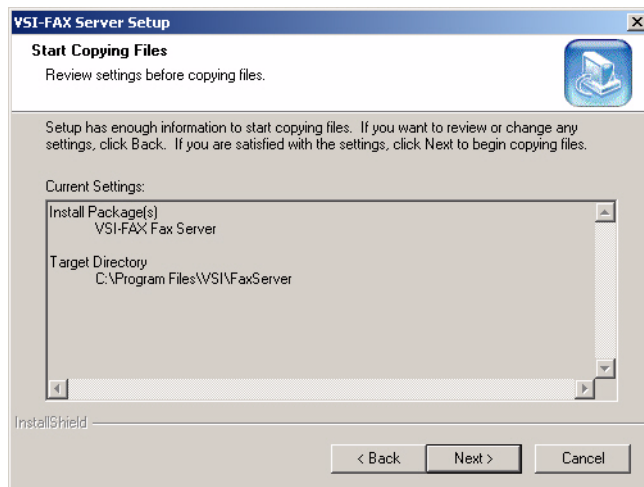 VSI-FAX Server Setup
Start Copying Files
Review settings before copying files.
Setup has enough information to start copying files. If you want to review or change any
settings, click Back. If you are satisfied with the settings, click Next to begin copying files.
Current Settings:
Install Package(s)
VSI-FAX Fax Server
Target Directory
C:\Program Files\VSI\FaxServer
InstallShield
< Back
Next >
Cancel